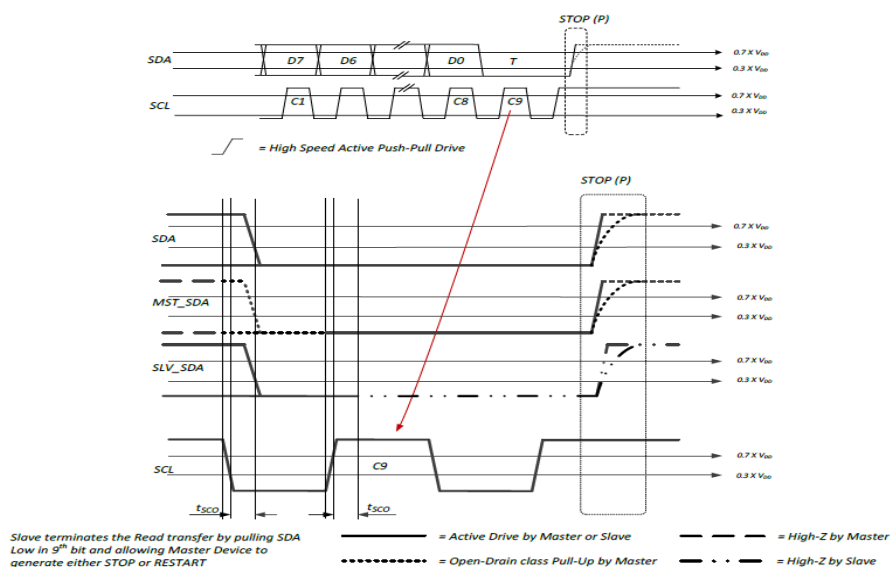 STOP (P)
SDA D7 D6 D0 T 0.7 X VDD
0.3 X VDD
SCL C1 C8 C9 0.7 X VDD
0.3 X VDD
= High Speed Active Push-Pull Drive
STOP (P)
SDA 0.7 X VDD
0.3 X VDD
MST_SDA 0.7 X VDD
0.3 X VDD
SLV_SDA 0.7 X VDD
0.3 X VDD
SCL C9 0.7 X VDD
0.3 X VDD
tSCO tSCO
Slave terminates the Read transfer by pulling SDA
Low in 9th bit and allowing Master Device to
generate either STOP or RESTART
= Active Drive by Master or Slave
= High-Z by Master
= Open-Drain class Pull-Up by Master
= High-Z by Slave